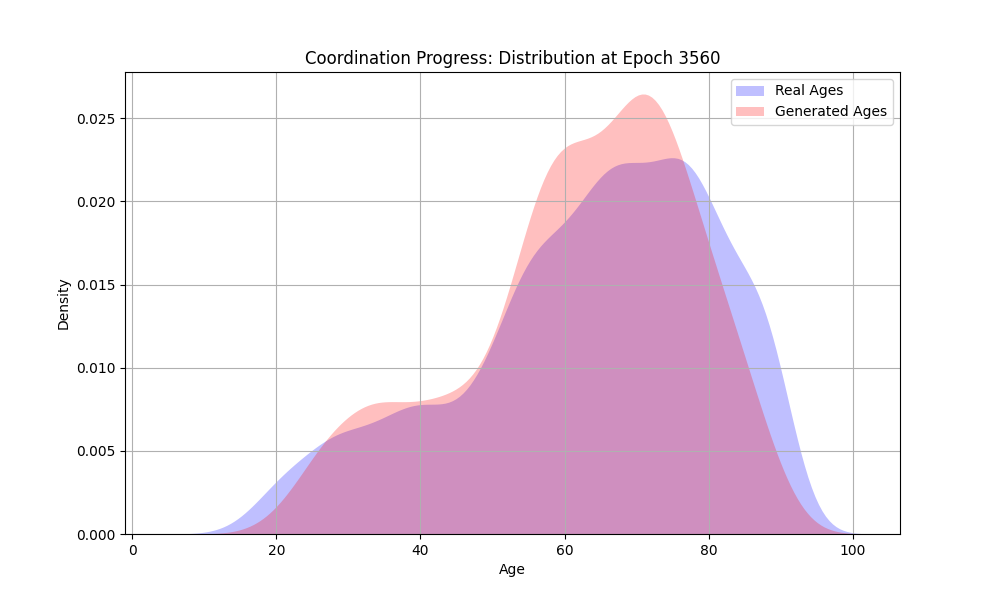 Coordination Progress: Distribution at Epoch 3560
Real Ages
Generated Ages
Density
0.025
0.020
0.015
0.010
0.005
0.000
0 20 40 60 80 100
Age